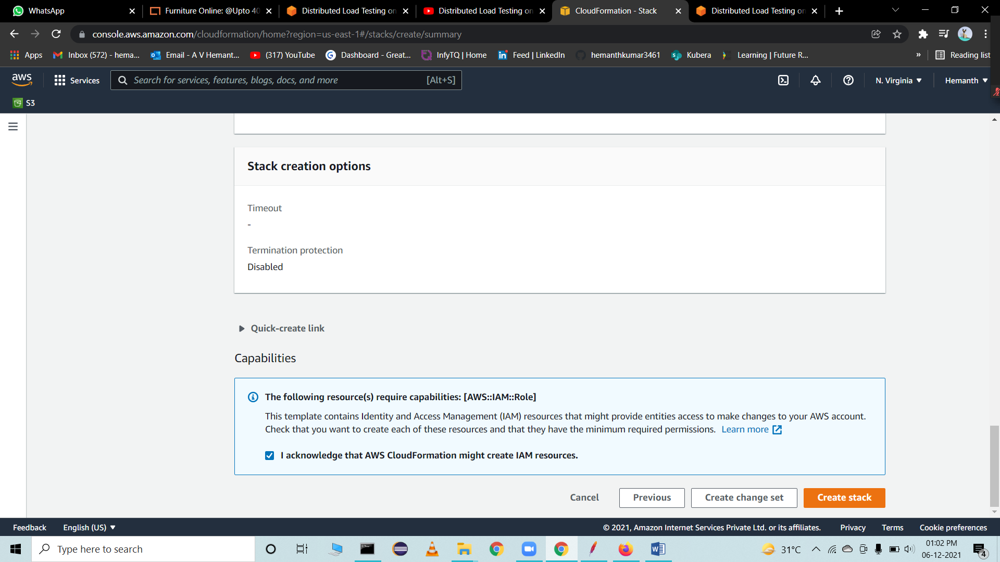 WhatsApp
Furniture Online: @Upto 40
Distributed Load Testing on
Distributed Load Testing on
CloudFormation - Stack
Distributed Load Testing on
console.aws.amazon.com/cloudformation/home?region=us-east-1#/stacks/create/summary
Apps
Inbox (572) - hema...
Email - A V Hemant...
(317) YouTube
Dashboard - Great...
InfyTQ | Home
Feed | LinkedIn
hemanthkumar3461
Kubera
Learning | Future R...
»
Reading list
aws
Services
Search for services, features, blogs, docs, and more
[Alt+S]
N. Virginia
Hemanth
S3
Stack creation options
Timeout
-
Termination protection
Disabled
Quick-create link
Capabilities
The following resource(s) require capabilities: [AWS::IAM::Role]
This template contains Identity and Access Management (IAM) resources that might provide entities access to make changes to your AWS account.
Check that you want to create each of these resources and that they have the minimum required permissions. Learn more
I acknowledge that AWS CloudFormation might create IAM resources.
Cancel
Previous
Create change set
Create stack
Feedback
English (US)
© 2021, Amazon Internet Services Private Ltd. or its affiliates.
Privacy
Terms
Cookie preferences
Type here to search
31°C
01:02 PM
06-12-2021
4